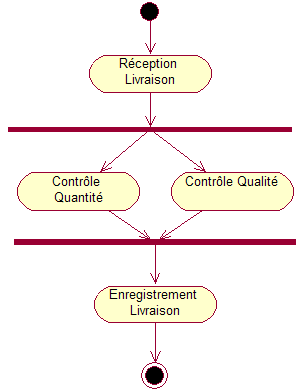 Réception
Livraison
Contrôle
Quantité
Contrôle Qualité
Enregistrement
Livraison